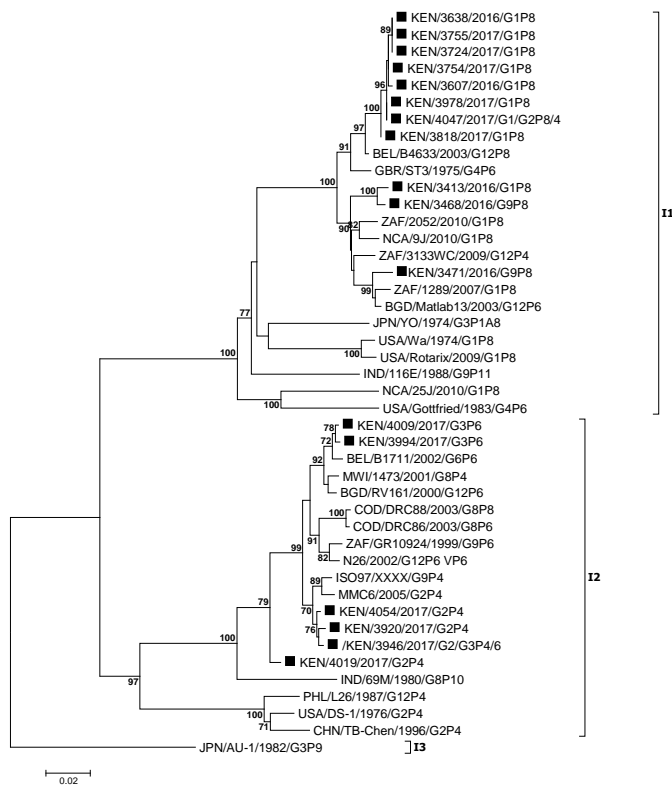 KEN/3638/2016/G1P8
89
KEN/3755/2017/G1P8
KEN/3724/2017/G1P8
KEN/3754/2017/G1P8
96
KEN/3607/2016/G1P8
KEN/3978/2017/G1P8
100
KEN/4047/2017/G1/G2P8/4
97
KEN/3818/2017/G1P8
91
BEL/B4633/2003/G12P8
GBR/ST3/1975/G4P6
100
100
KEN/3413/2016/G1P8
KEN/3468/2016/G9P8
I1
90
82
ZAF/2052/2010/G1P8
NCA/9J/2010/G1P8
ZAF/3133WC/2009/G12P4
KEN/3471/2016/G9P8
99
ZAF/1289/2007/G1P8
BGD/Matlab13/2003/G12P6
77
JPN/YO/1974/G3P1A8
USA/Wa/1974/G1P8
100
100
USA/Rotarix/2009/G1P8
IND/116E/1988/G9P11
NCA/25J/2010/G1P8
100
USA/Gottfried/1983/G4P6
78
KEN/4009/2017/G3P6
72
KEN/3994/2017/G3P6
92
BEL/B1711/2002/G6P6
MWI/1473/2001/G8P4
BGD/RV161/2000/G12P6
100
COD/DRC88/2003/G8P8
COD/DRC86/2003/G8P6
91
ZAF/GR10924/1999/G9P6
99
82
N26/2002/G12P6 VP6
I2
89
ISO97/XXXX/G9P4
MMC6/2005/G2P4
79
70
KEN/4054/2017/G2P4
76
KEN/3920/2017/G2P4
100
/KEN/3946/2017/G2/G3P4/6
KEN/4019/2017/G2P4
97
IND/69M/1980/G8P10
PHL/L26/1987/G12P4
100
USA/DS-1/1976/G2P4
71
CHN/TB-Chen/1996/G2P4
JPN/AU-1/1982/G3P9
I3
0.02